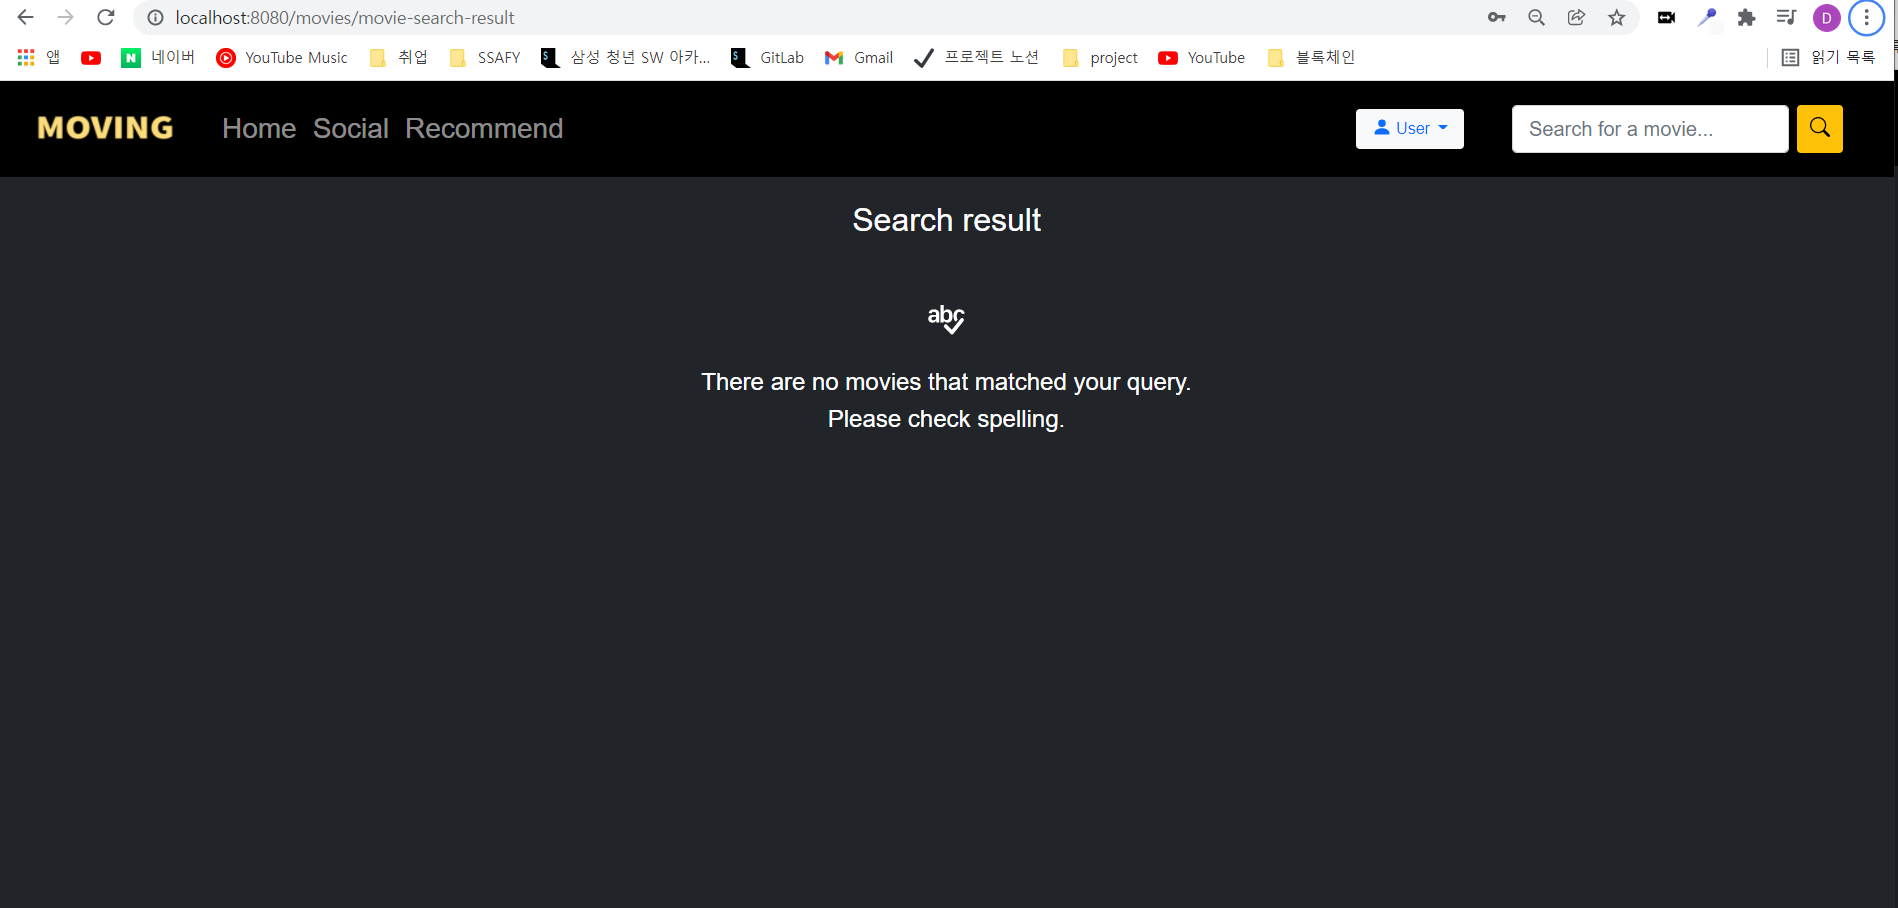 localhost:8080/movies/movie-search-result
D
앱
N 네이버
YouTube Music
취업
SSAFY
S 삼성 청년 SW 아카...
S GitLab
Gmail
프로젝트 노션
project
YouTube
블록체인
읽기 목록
MOVING
Home Social Recommend
User
Search for a movie...
Search result
abc
There are no movies that matched your query.
Please check spelling.